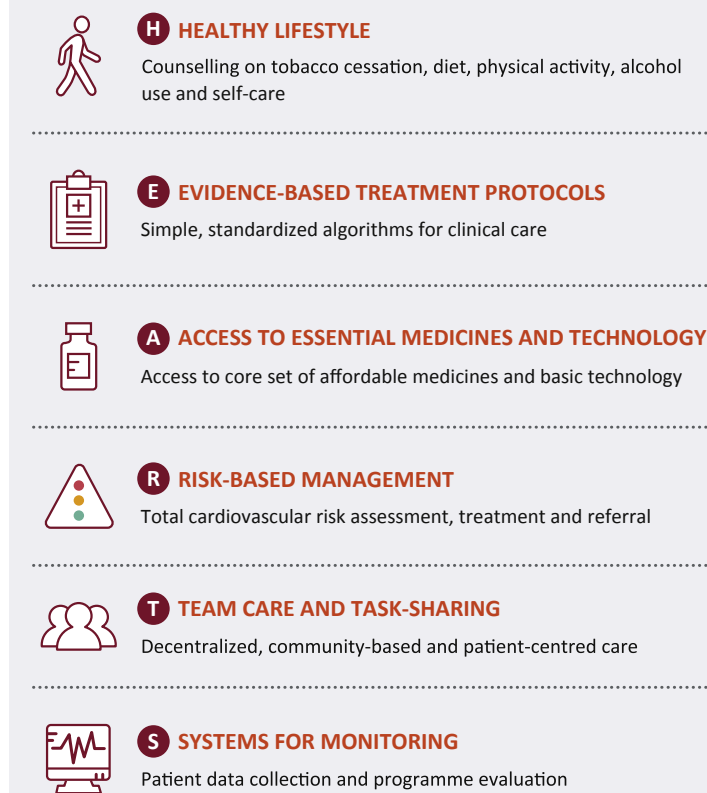 H HEALTHY LIFESTYLE
Counselling on tobacco cessation, diet, physical activity, alcohol
use and self-care
E EVIDENCE-BASED TREATMENT PROTOCOLS
Simple, standardized algorithms for clinical care
A ACCESS TO ESSENTIAL MEDICINES AND TECHNOLOGY
Access to core set of affordable medicines and basic technology
R RISK-BASED MANAGEMENT
Total cardiovascular risk assessment, treatment and referral
T TEAM CARE AND TASK-SHARING
Decentralized, community-based and patient-centred care
S SYSTEMS FOR MONITORING
Patient data collection and programme evaluation